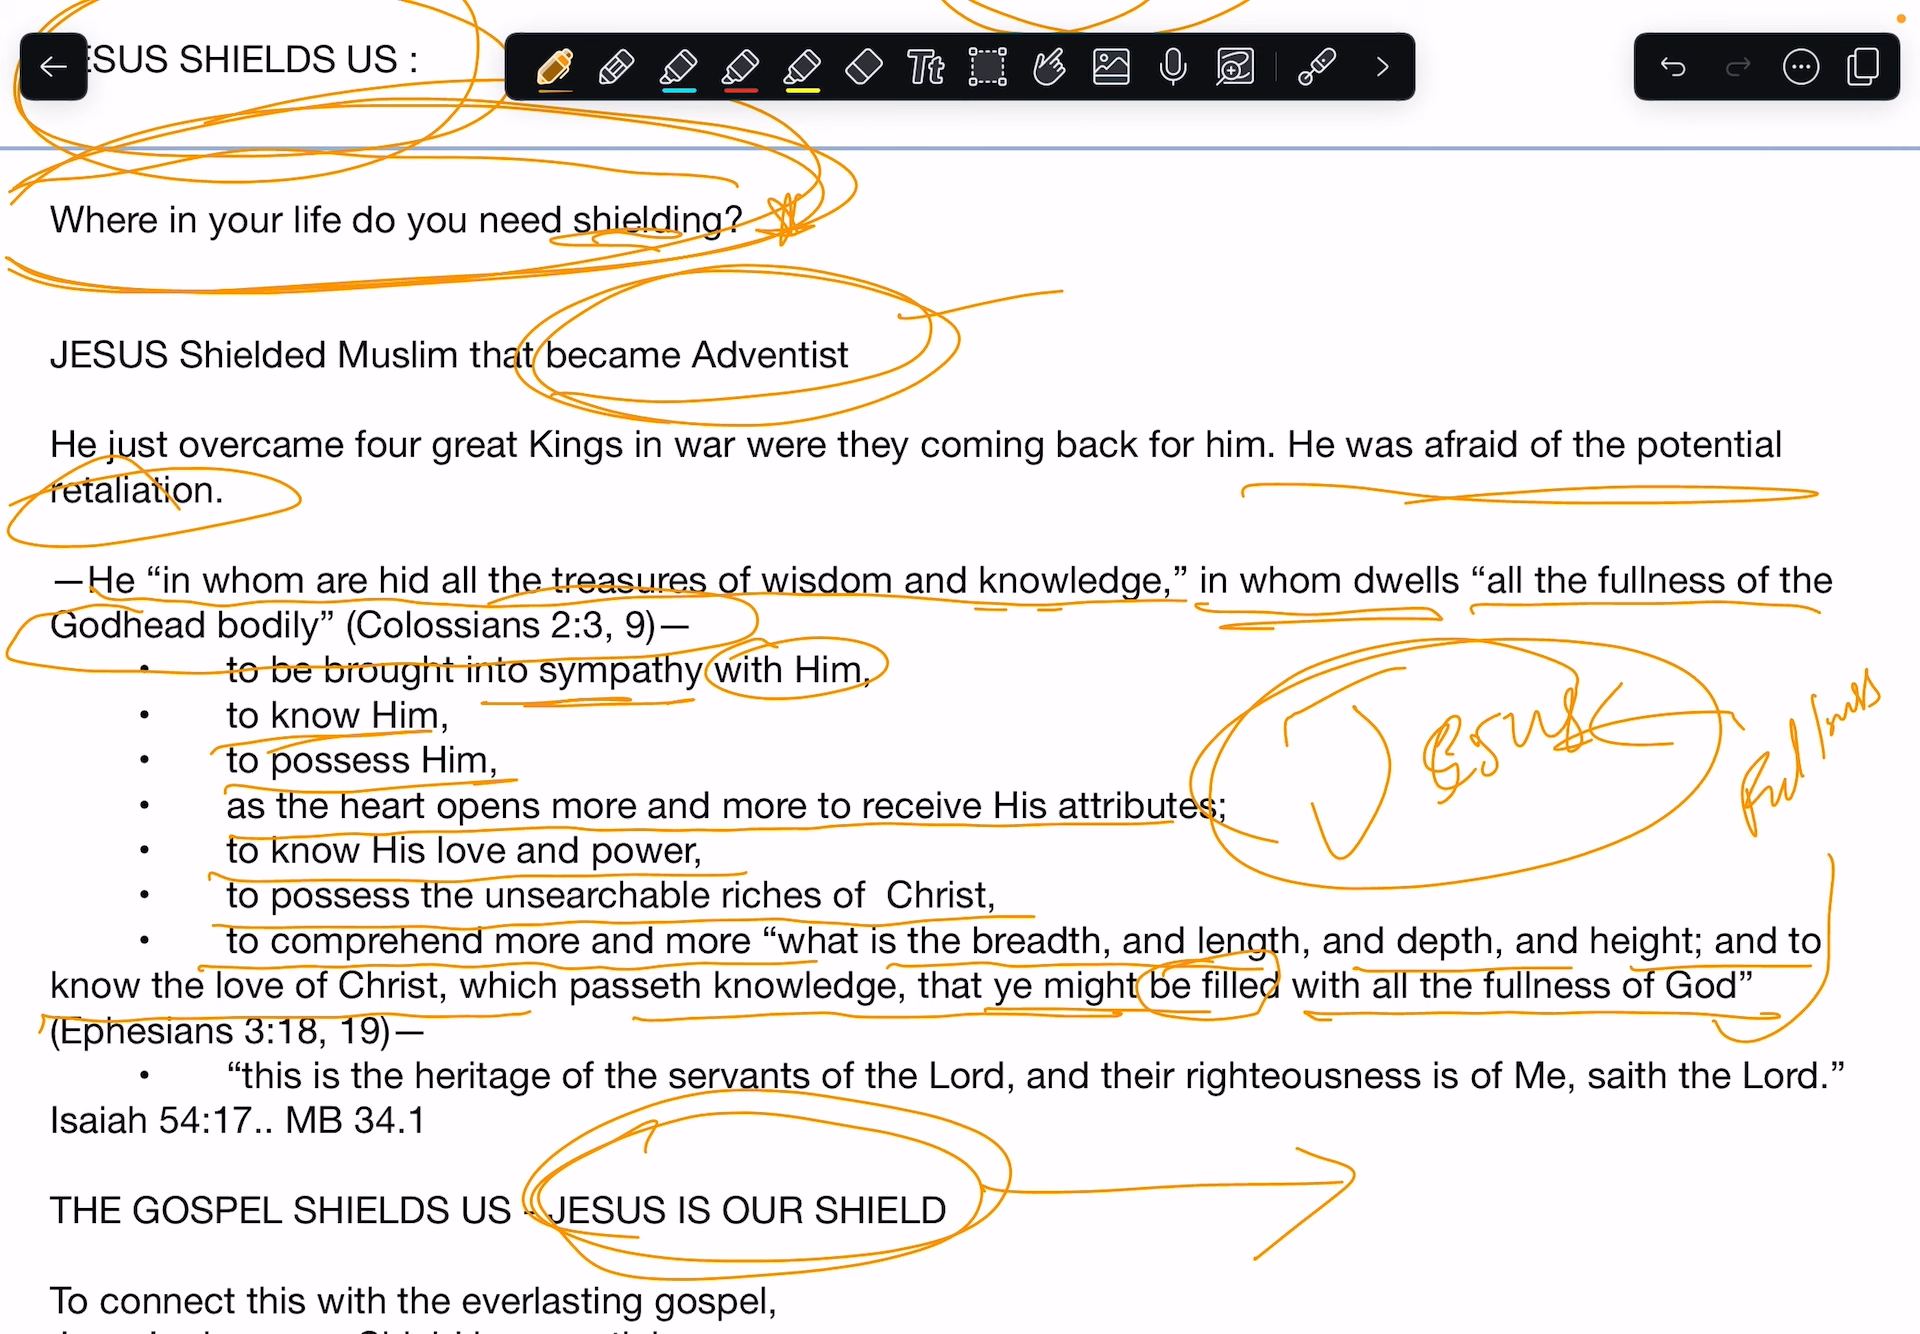 ESUS SHIELDS US :
Tt
Where in your life do you need shielding?
JESUS Shielded Muslim that became Adventist
He just overcame four great Kings in war were they coming back for him. He was afraid of the potential
retaliation.
—He “in whom are hid all the treasures of wisdom and knowledge,” in whom dwells “all the fullness of the
Godhead bodily” (Colossians 2:3, 9)—
• to be brought into sympathy with Him,
• to know Him,
• to possess Him,
Jesus
Fullness
• as the heart opens more and more to receive His attributes;
• to know His love and power,
• to possess the unsearchable riches of  Christ,
• to comprehend more and more “what is the breadth, and length, and depth, and height; and to
know the love of Christ, which passeth knowledge, that ye might be filled with all the fullness of God”
(Ephesians 3:18, 19)—
• “this is the heritage of the servants of the Lord, and their righteousness is of Me, saith the Lord.”
Isaiah 54:17.. MB 34.1
THE GOSPEL SHIELDS US - JESUS IS OUR SHIELD
To connect this with the everlasting gospel,